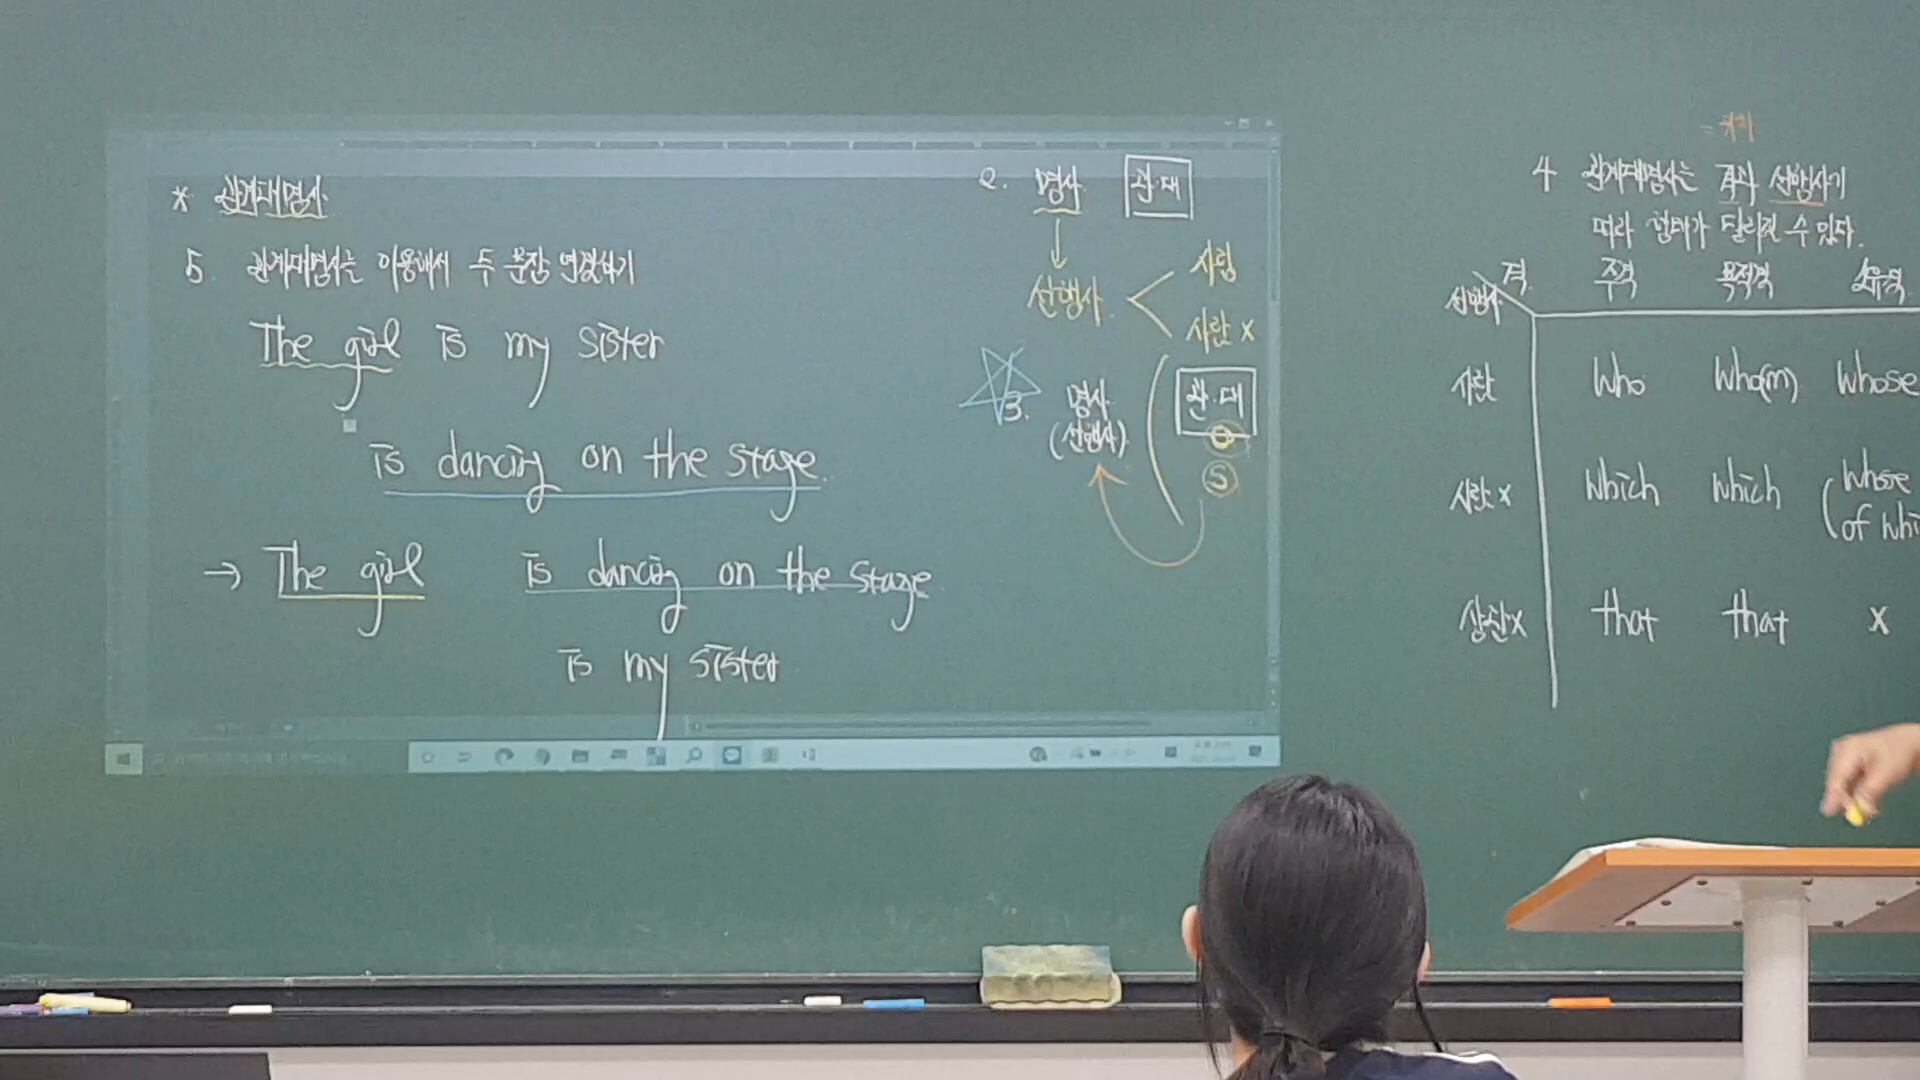 * 관계대명사
5. 관계대명사는 이용해서 두 문장 연결하기
The girl is my sister
is dancing on the stage.
→ The girl is dancing on the stage
is my sister
2. 명사 관·대
선행사
사람
사람 x
3. 명사 관·대
(선행사)
S
4 관계대명사는 격과 선행사에
따라 형태가 달라질 수 있다.
격 주격 목적격 소유격
선행사
사람 who who(m) whose
사람 x which which whose
of whi
상관x that that x